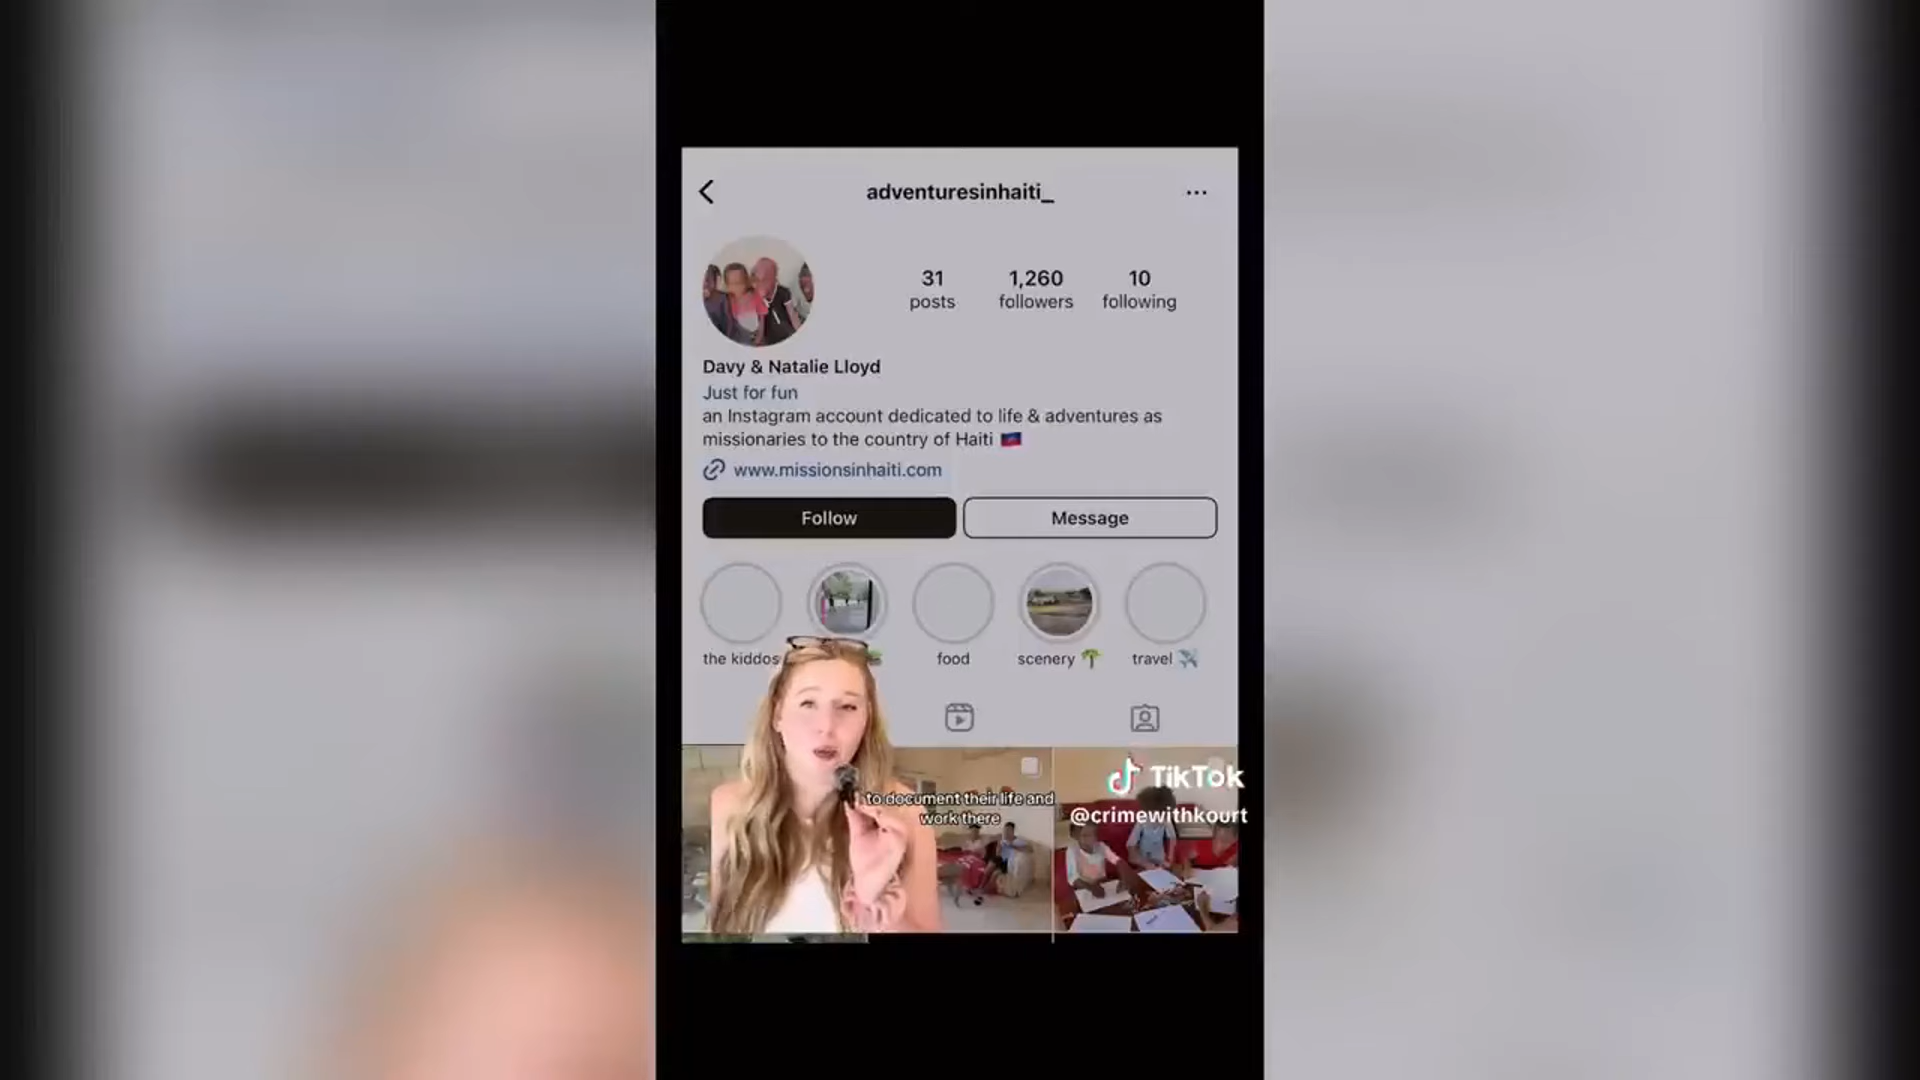 adventuresinhaiti_
31
posts
1,260
followers
10
following
Davy & Natalie Lloyd
Just for fun
an Instagram account dedicated to life & adventures as
missionaries to the country of Haiti 🇭🇹
www.missionsinhaiti.com
Follow
Message
the kiddos
food
scenery 🌴
travel ✈️
TikTok
@crimewithkourt
to document their life and
work there